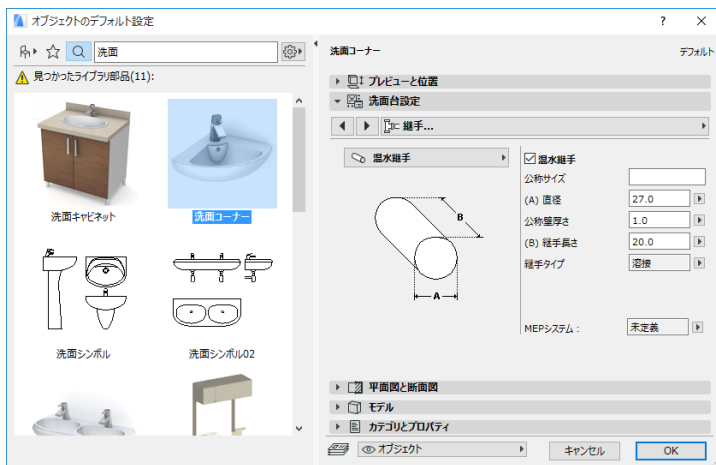 オブジェクトのデフォルト設定
洗面
見つかったライブラリ部品(11):
洗面キャビネット
洗面コーナー
洗面シンボル
洗面シンボル02
洗面コーナー
デフォルト
プレビューと位置
洗面台設定
継手...
温水継手
B
A
温水継手
公称サイズ
(A) 直径
27.0
公称壁厚さ
1.0
(B) 継手長さ
20.0
継手タイプ
溶接
MEPシステム :
未定義
平面図と断面図
モデル
カテゴリとプロパティ
オブジェクト
キャンセル
OK